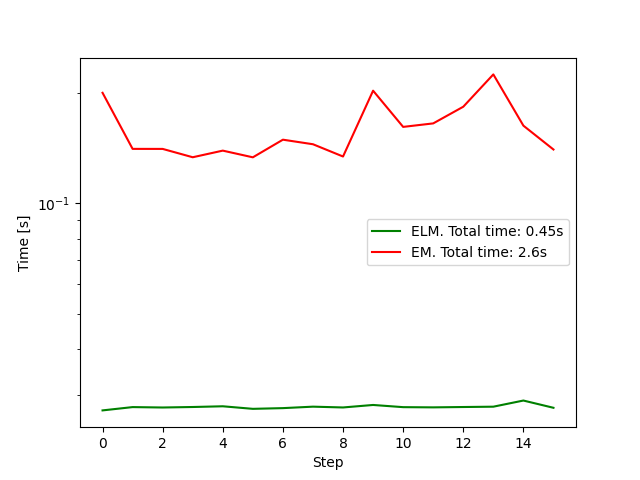 Time [s]
10⁻¹
ELM. Total time: 0.45s
EM. Total time: 2.6s
0 2 4 6 8 10 12 14
Step